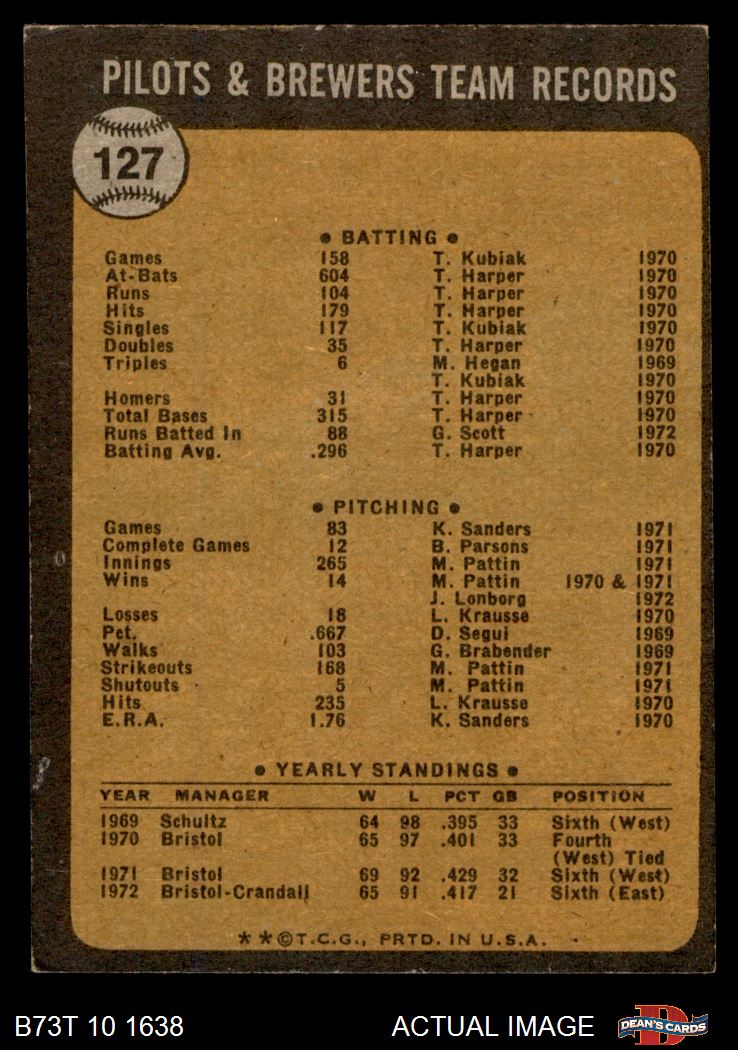 PILOTS & BREWERS TEAM RECORDS
127
• BATTING •
Games 158 T. Kubiak 1970
At-Bats 604 T. Harper 1970
Runs 104 T. Harper 1970
Hits 179 T. Harper 1970
Singles 117 T. Kubiak 1970
Doubles 35 T. Harper 1970
Triples 6 M. Hegan 1969
T. Kubiak 1970
Homers 31 T. Harper 1970
Total Bases 315 T. Harper 1970
Runs Batted In 88 G. Scott 1972
Batting Avg. .296 T. Harper 1970
• PITCHING •
Games 83 K. Sanders 1971
Complete Games 12 B. Parsons 1971
Innings 265 M. Pattin 1971
Wins 14 M. Pattin 1970 & 1971
J. Lonborg 1972
Losses 18 L. Krausse 1970
Pct. .667 D. Segui 1969
Walks 103 G. Brabender 1969
Strikeouts 168 M. Pattin 1971
Shutouts 5 M. Pattin 1971
Hits 235 L. Krausse 1970
E.R.A. 1.76 K. Sanders 1970
• YEARLY STANDINGS •
YEAR MANAGER W L PCT GB POSITION
1969 Schultz 64 98 .395 33 Sixth (West)
1970 Bristol 65 97 .401 33 Fourth
(West) Tied
1971 Bristol 69 92 .429 32 Sixth (West)
1972 Bristol-Crandall 65 91 .417 21 Sixth (East)
**©T.C.G., PRTD. IN U.S.A.
B73T 10 1638 ACTUAL IMAGE
D
DEAN'S CARDS